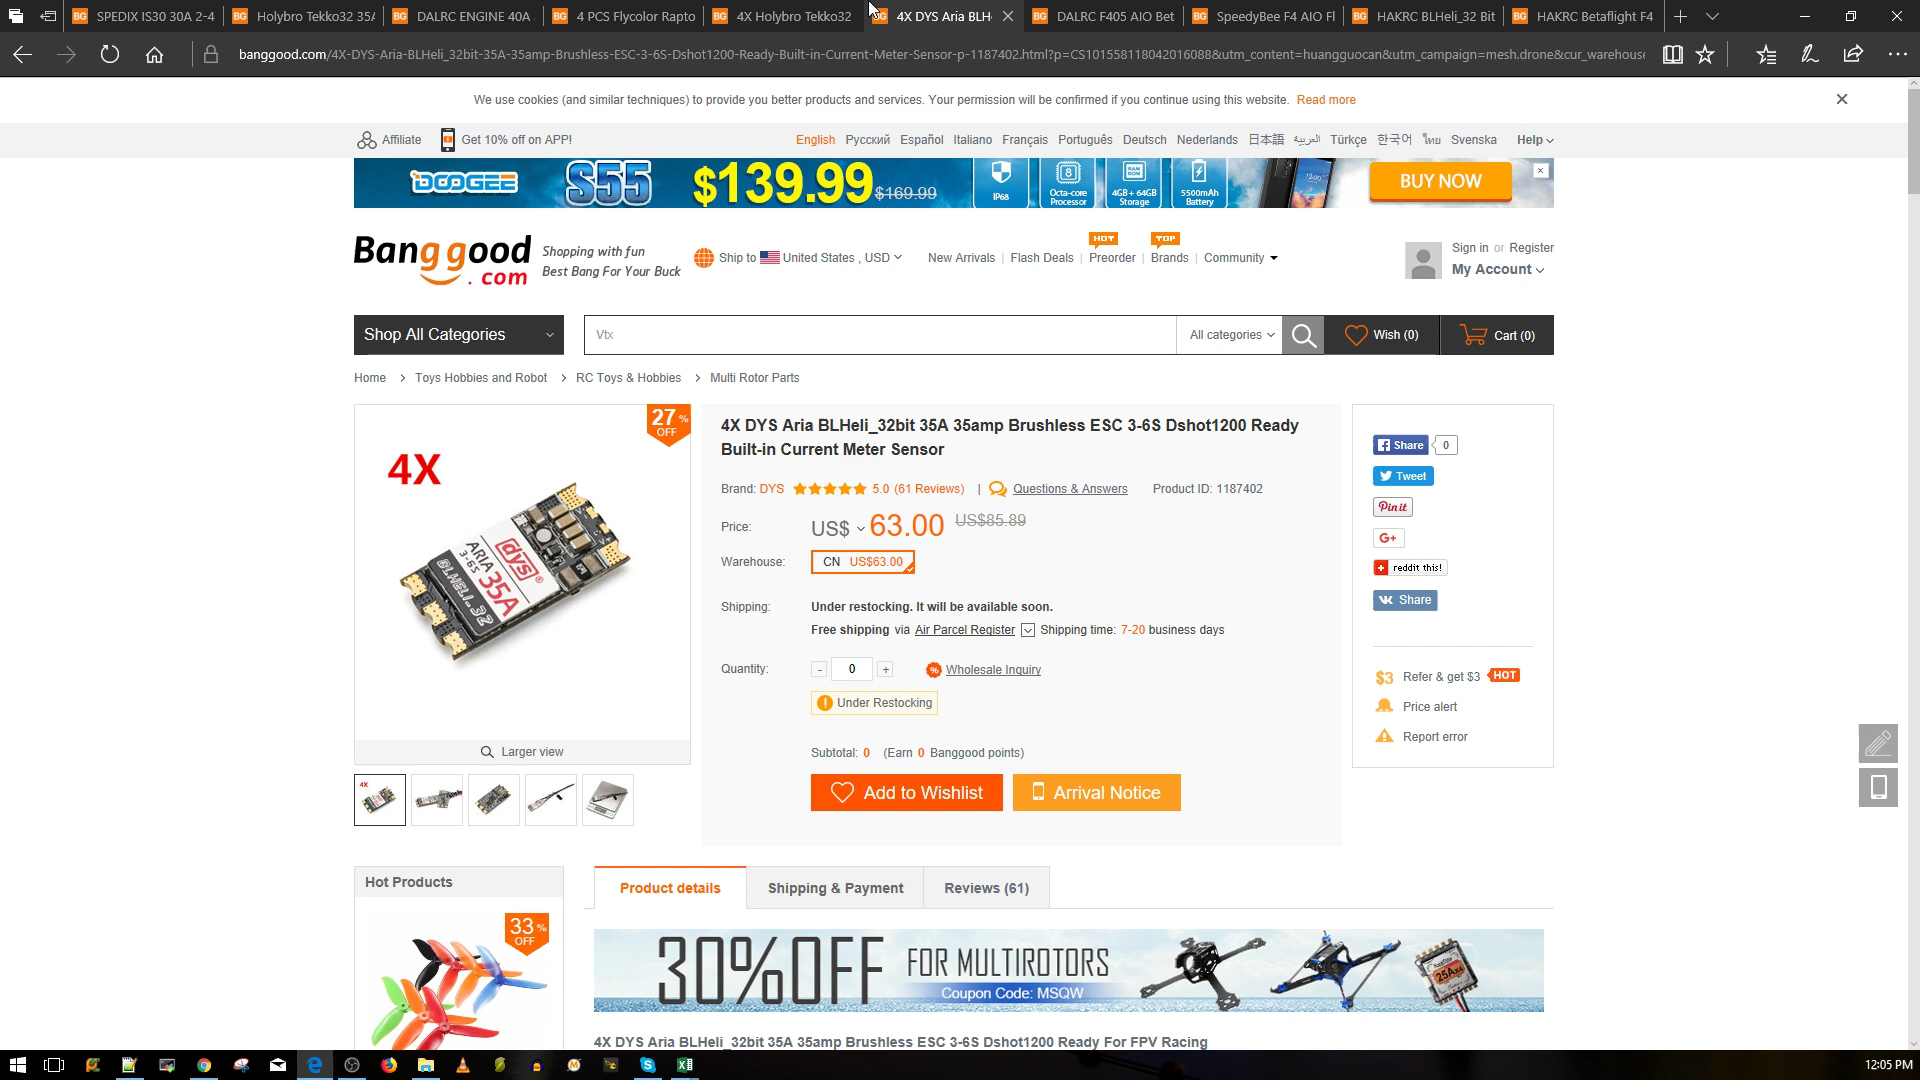 SPEDIX IS30 30A 2-4
Holybro Tekko32 35A
DALRC ENGINE 40A
4 PCS Flycolor Rapto
4X Holybro Tekko32
4X DYS Aria BLH
DALRC F405 AIO Bet
SpeedyBee F4 AIO Fl
HAKRC BLHeli_32 Bit
HAKRC Betaflight F4
banggood.com/4X-DYS-Aria-BLHeli_32bit-35A-35amp-Brushless-ESC-3-6S-Dshot1200-Ready-Built-in-Current-Meter-Sensor-p-1187402.html?p=CS101558118042016088&utm_content=huangguocan&utm_campaign=mesh.drone&cur_warehouse
We use cookies (and similar techniques) to provide you better products and services. Your permission will be confirmed if you continue using this website. Read more
Affiliate Get 10% off on APP! English Русский Español Italiano Français Português Deutsch Nederlands 日本語 العربية Türkçe 한국어 ไทย Svenska Help
DOOGEE S55 $139.99 $169.99 BUY NOW
IP68
8
Octa-core Processor
4GB+64GB Storage
5500mAh Battery
Banggood.com
Shopping with fun
Best Bang For Your Buck
Ship to United States , USD
New Arrivals Flash Deals Preorder Brands Community
HOT TOP
Sign in or Register
My Account
Shop All Categories Vtx All categories Wish (0) Cart (0)
Home > Toys Hobbies and Robot > RC Toys & Hobbies > Multi Rotor Parts
27% OFF
4X
dys
ARIA 35A
3-6S
BLHELI-32
Larger view
4X
4X DYS Aria BLHeli_32bit 35A 35amp Brushless ESC 3-6S Dshot1200 Ready
Built-in Current Meter Sensor
Brand: DYS 5.0 (61 Reviews) | Questions & Answers Product ID: 1187402
Price: US$ 63.00 US$85.89
Warehouse: CN US$63.00
Shipping: Under restocking. It will be available soon.
Free shipping via Air Parcel Register Shipping time: 7-20 business days
Quantity: - 0 + Wholesale Inquiry
Under Restocking
Subtotal: 0 (Earn 0 Banggood points)
Add to Wishlist Arrival Notice
Share 0
Tweet
Pin it
G+
reddit this!
Share
$3 Refer & get $3 HOT
Price alert
Report error
Hot Products
33% OFF
Product details Shipping & Payment Reviews (61)
30%OFF FOR MULTIROTORS
Coupon Code: MSQW
25Ax4
4X DYS Aria BLHeli_32bit 35A 35amp Brushless ESC 3-6S Dshot1200 Ready For FPV Racing
12:05 PM